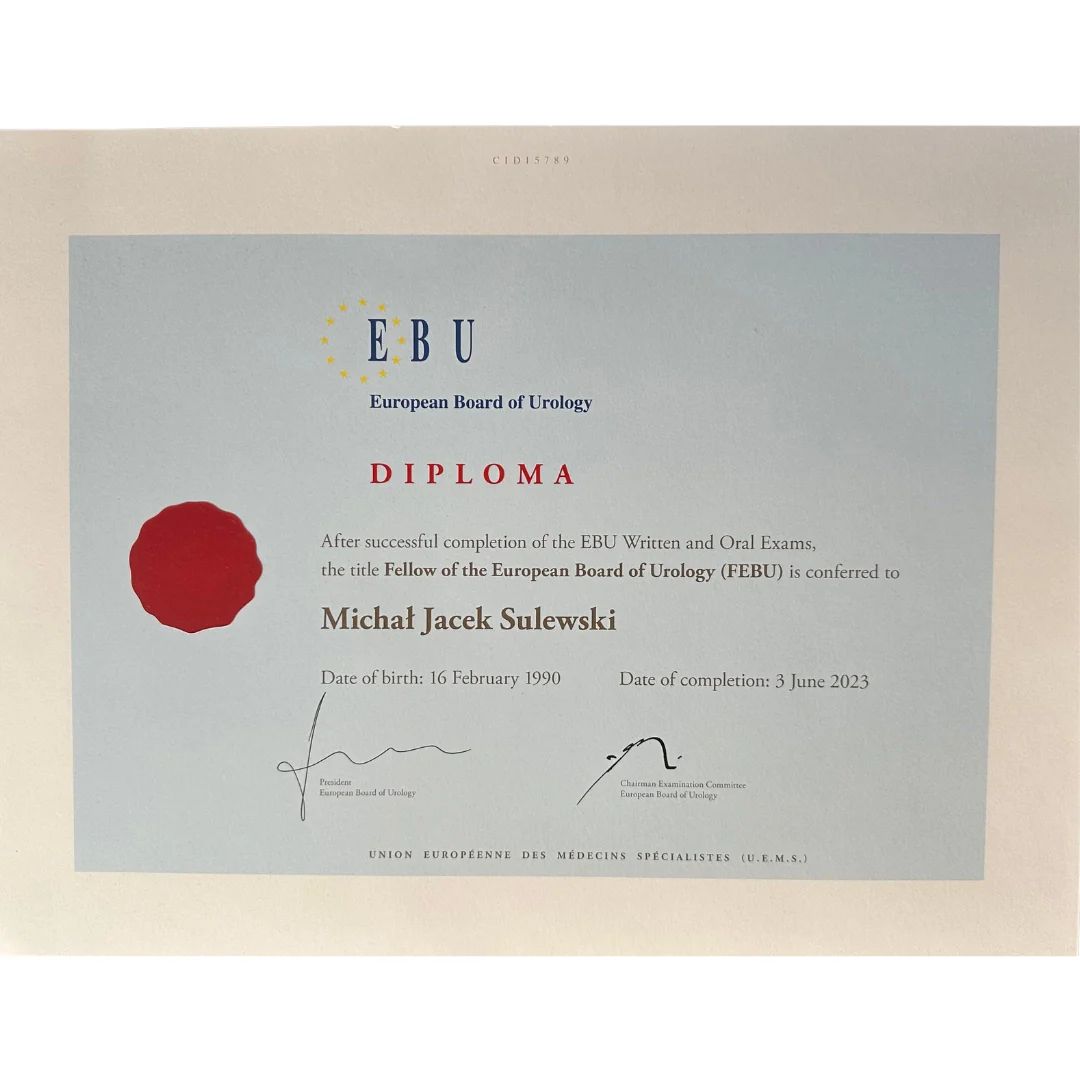 CID15789
EBU
European Board of Urology
DIPLOMA
After successful completion of the EBU Written and Oral Exams,
the title Fellow of the European Board of Urology (FEBU) is conferred to
Michał Jacek Sulewski
Date of birth: 16 February 1990 Date of completion: 3 June 2023
President
European Board of Urology
Chairman Examination Committee
European Board of Urology
UNION EUROPÉENNE DES MÉDECINS SPÉCIALISTES (U.E.M.S.)